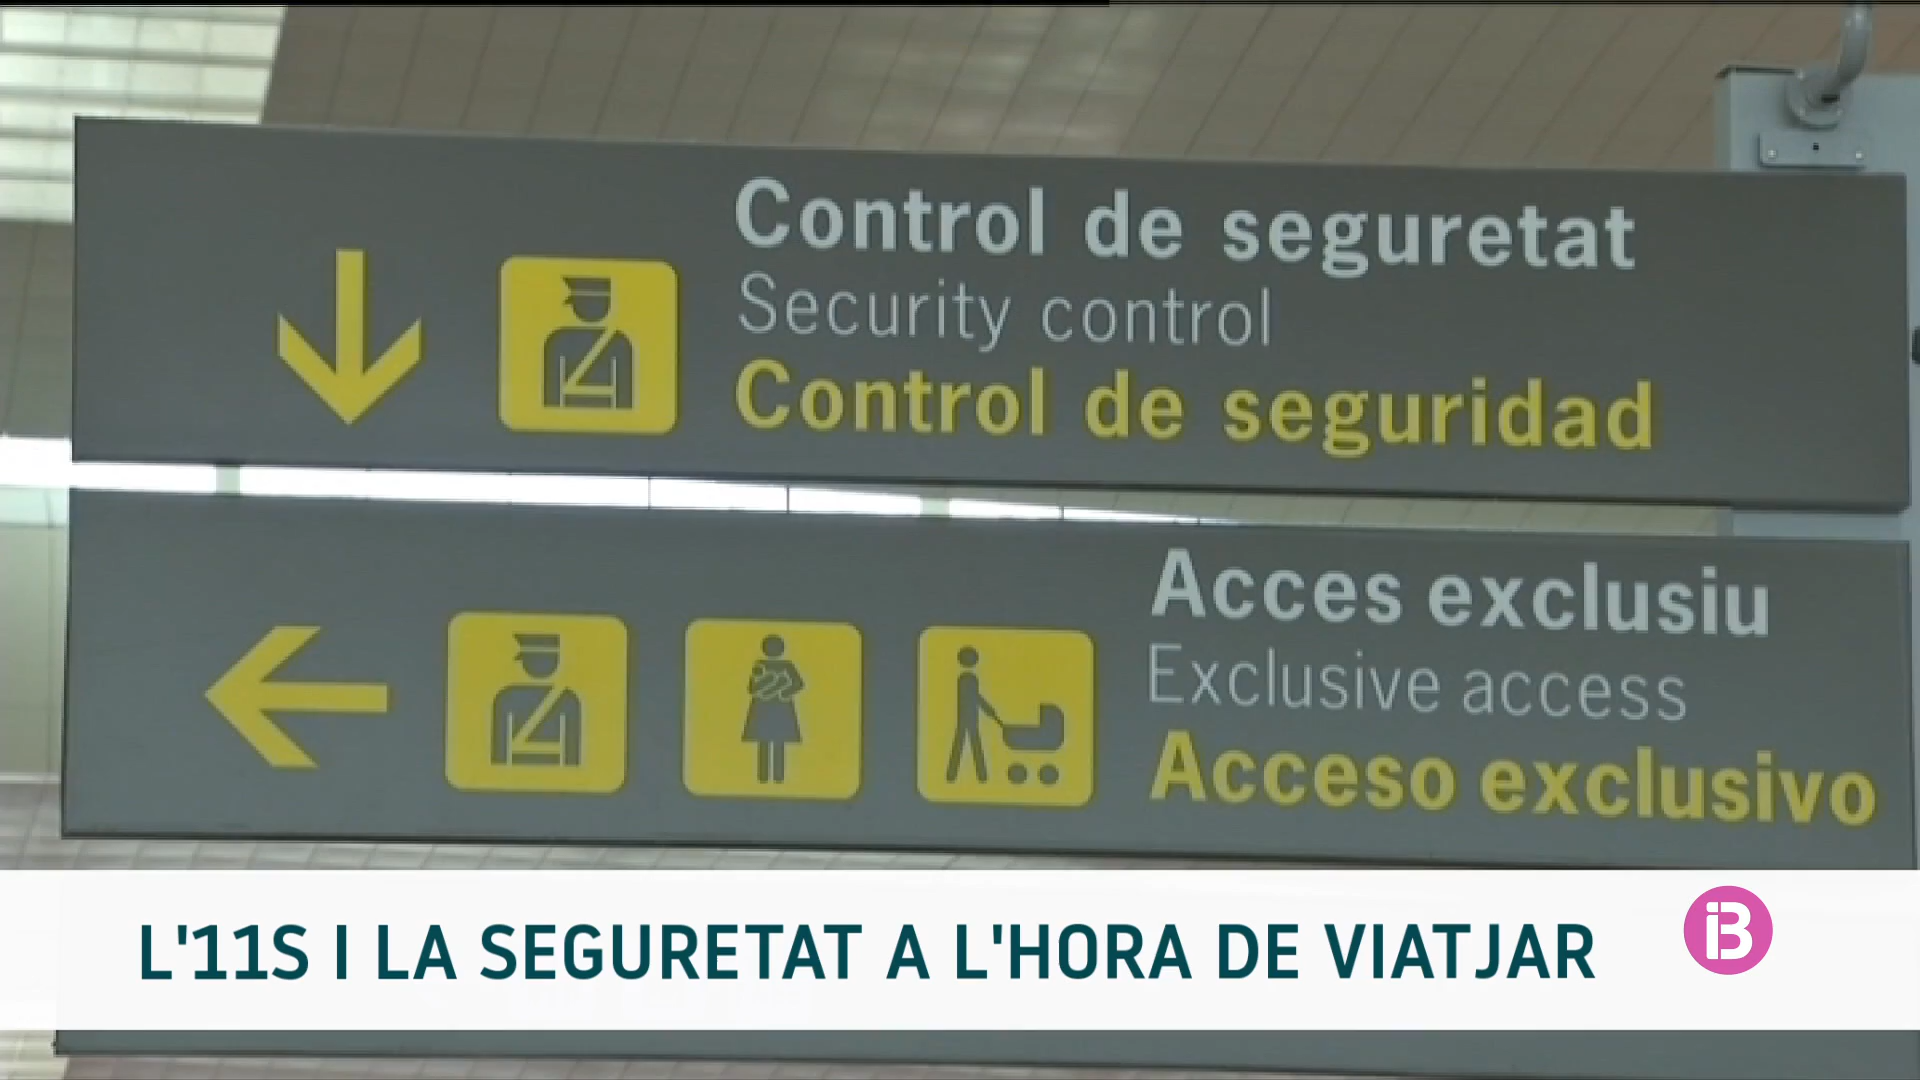 Control de seguretat
Security control
Control de seguridad
Acces exclusiu
Exclusive access
Acceso exclusivo
L'11S I LA SEGURETAT A L'HORA DE VIATJAR
IB